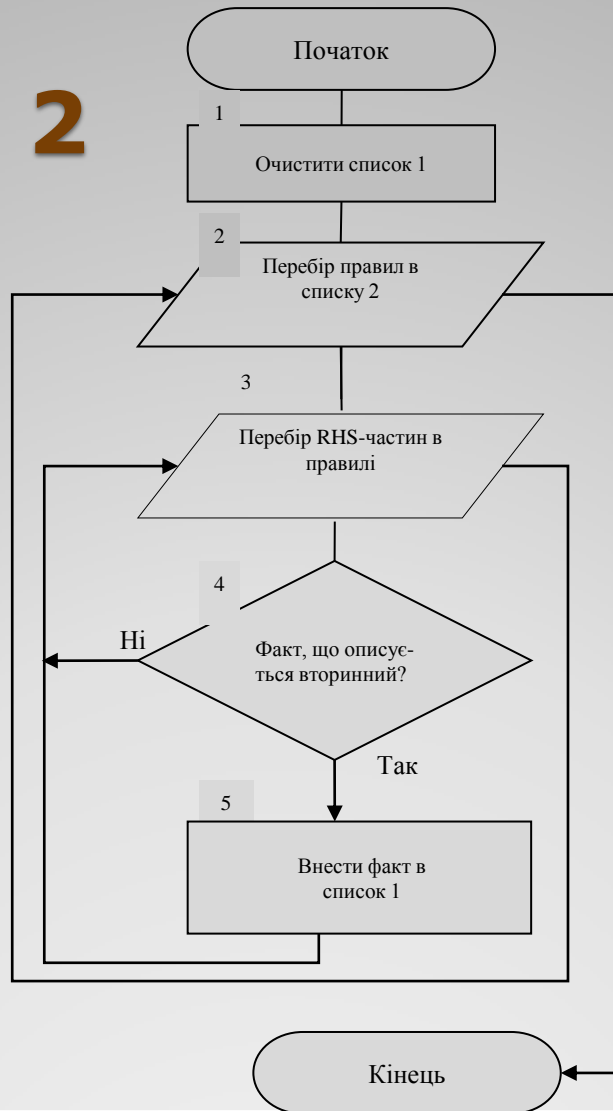 Початок
2
1
Очистити список 1
2
Перебір правил в
списку 2
3
Перебір RHS-частин в
правилі
4
Ні
Факт, що описує-
ться вторинний?
Так
5
Внести факт в
список 1
Кінець